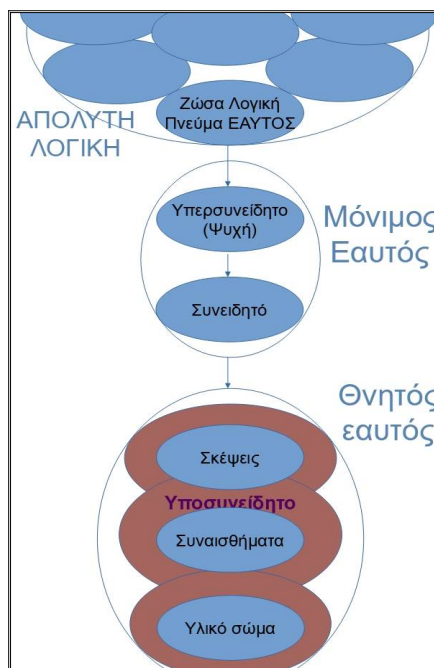 Ζώσα Λογική
Πνεύμα ΕΑΥΤΟΣ
ΑΠΟΛΥΤΗ
ΛΟΓΙΚΗ
Υπερσυνείδητο
(Ψυχή)
Μόνιμος
Εαυτός
Συνειδητό
Θνητός
εαυτός
Σκέψεις
Υποσυνείδητο
Συναισθήματα
Υλικό σώμα